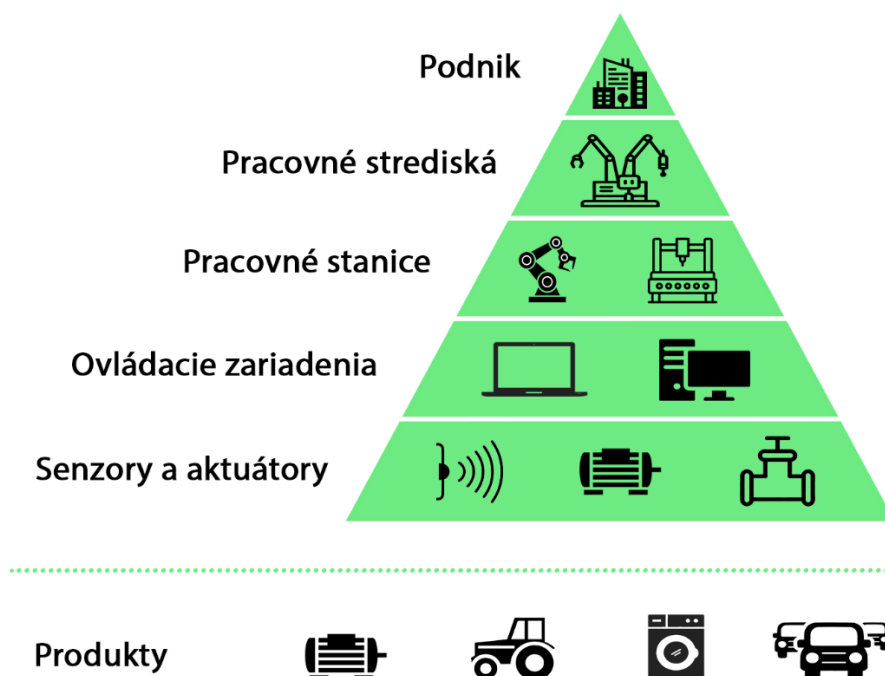 Podnik
Pracovné strediská
Pracovné stanice
Ovládacie zariadenia
Senzory a aktuátory
Produkty